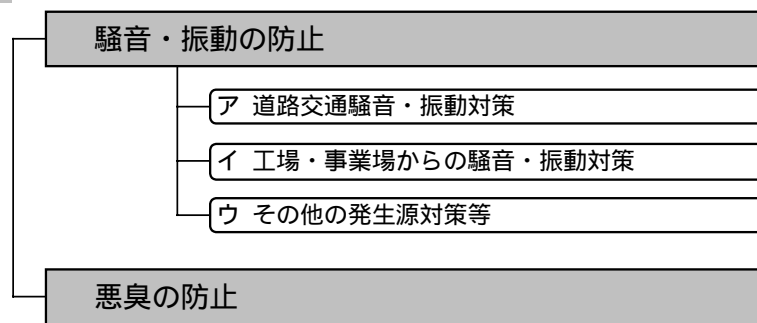 騒音・振動の防止
ア 道路交通騒音・振動対策
イ 工場・事業場からの騒音・振動対策
ウ その他の発生源対策等
悪臭の防止